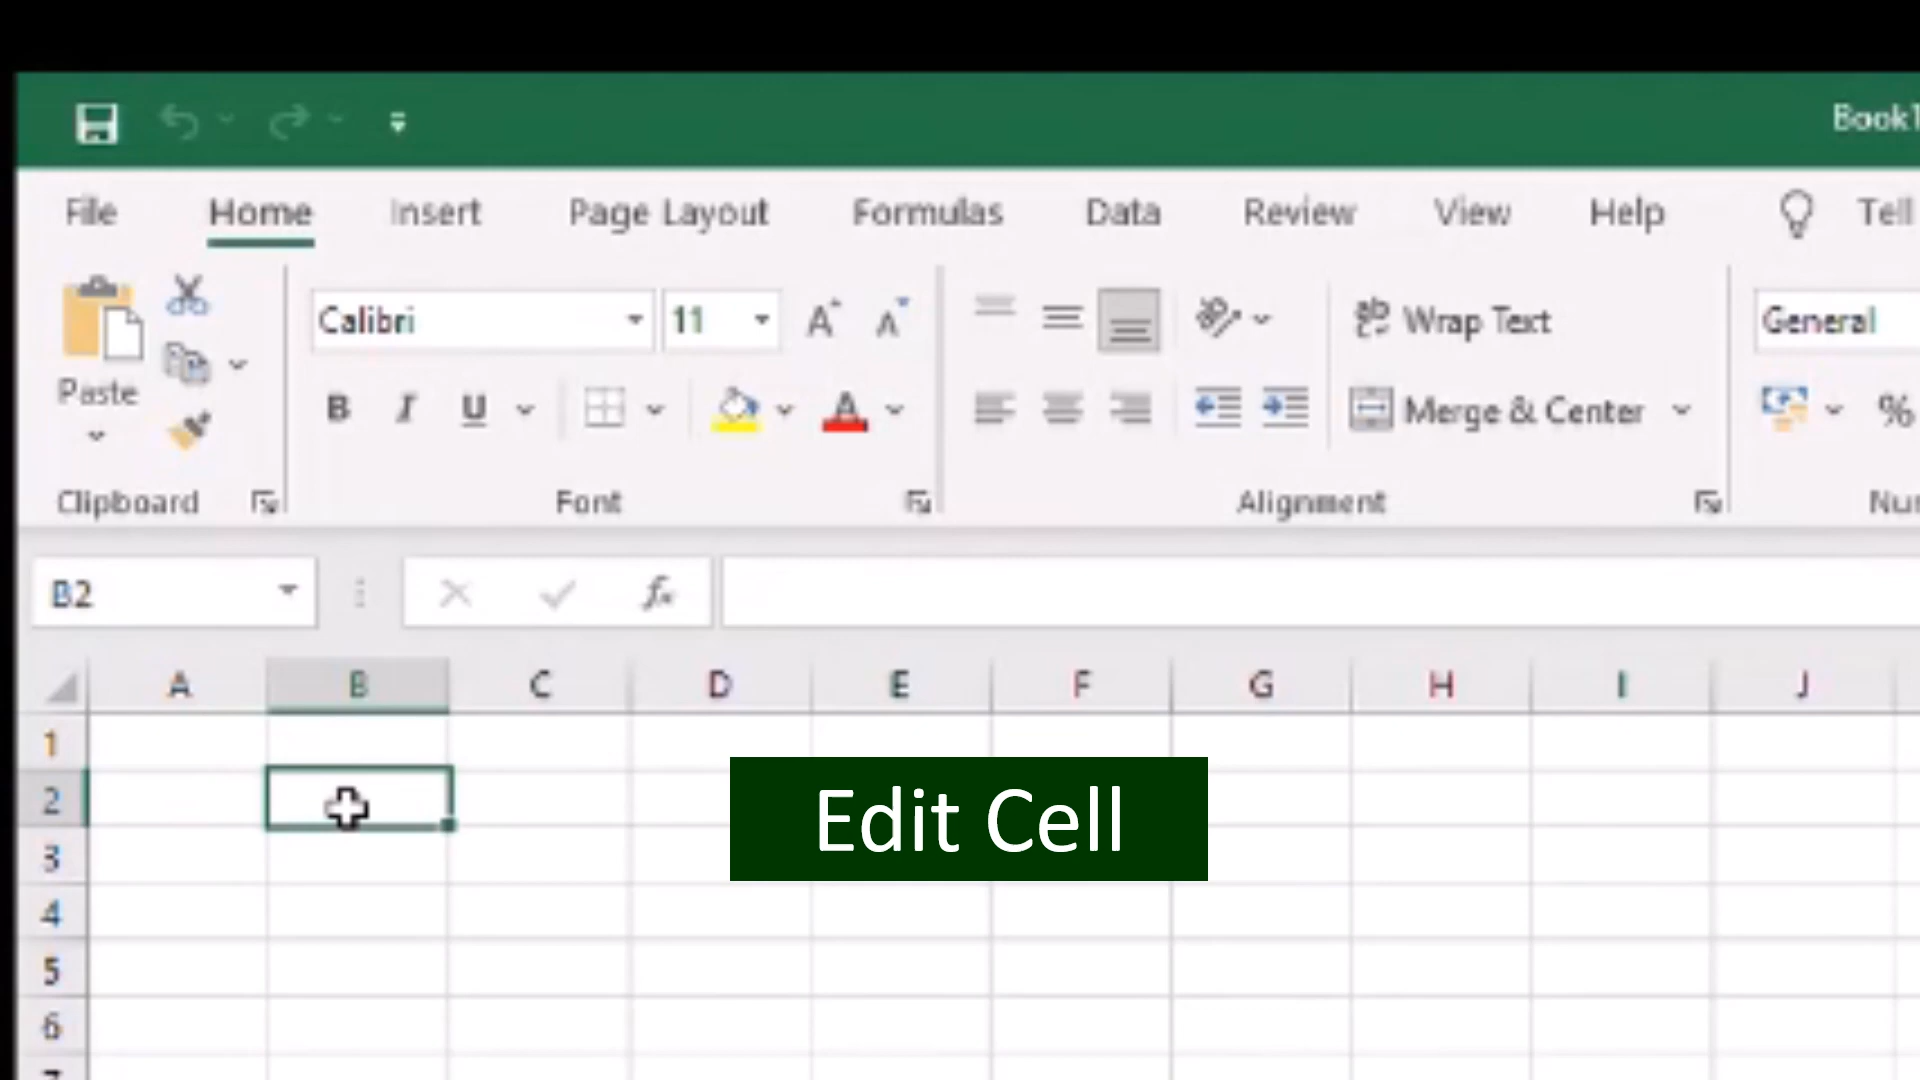 Book1
File Home Insert Page Layout Formulas Data Review View Help Tell
Calibri 11 Wrap Text General
Paste B I U A Merge & Center %
Clipboard Font Alignment
B2 fx
A B C D E F G H I J
1
2
Edit Cell
3
4
5
6